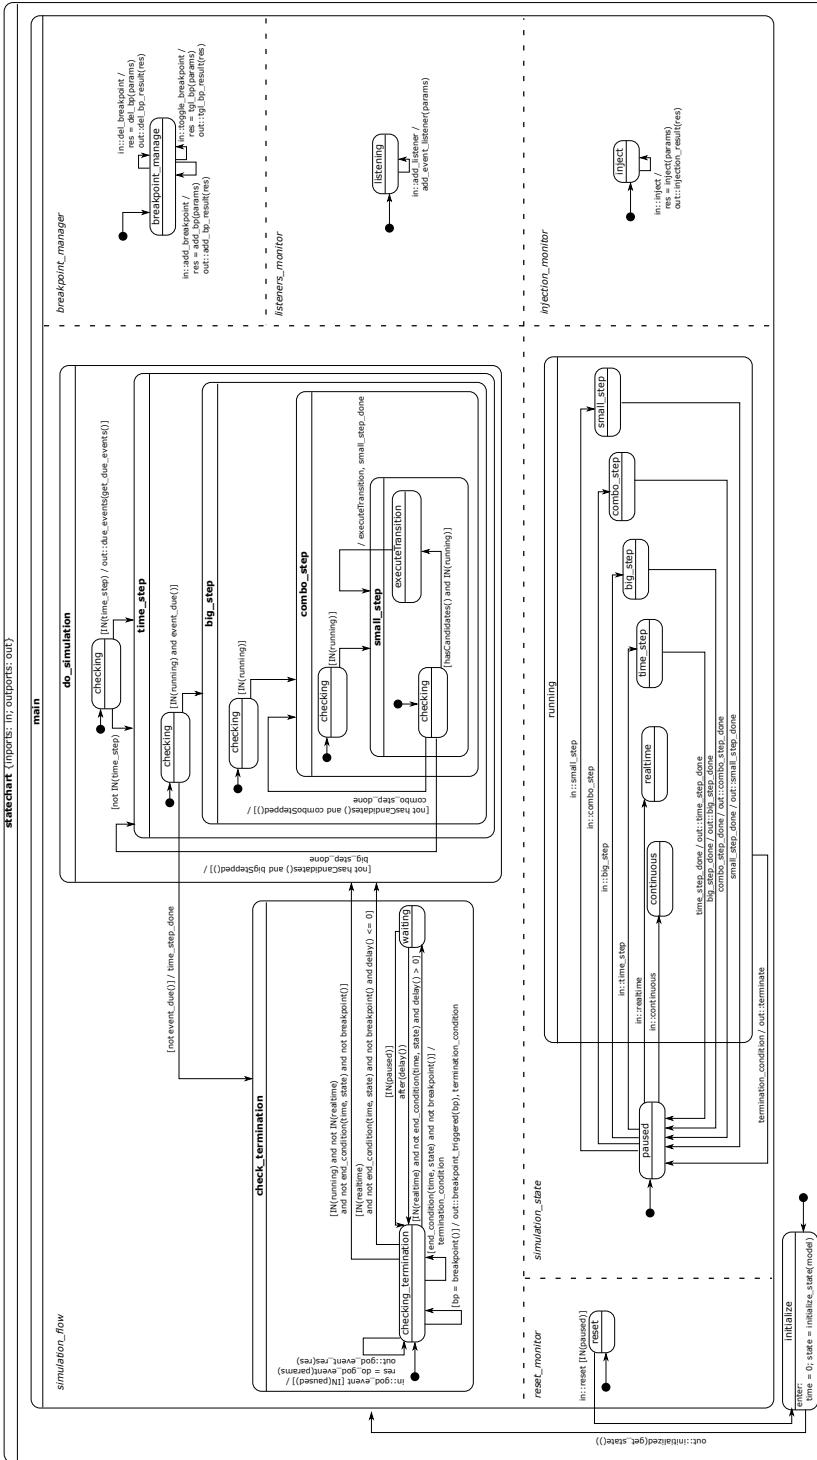 statechart {inports: in; outports: out}
main
simulation_flow
check_termination
checking_termination
in::god_event [IN(paused)] /
res = do_god_event(params)
out::god_event_res(res)
[IN(running) and not IN(realtime)
and not end_condition(time, state) and not breakpoint()]
[IN(realtime)
and not end_condition(time, state) and not breakpoint() and delay() <= 0]
[IN(paused)]
after(delay())
waiting
[IN(realtime) and not end_condition(time, state) and delay() > 0]
[end_condition(time, state) and not breakpoint()] /
termination_condition
[bp = breakpoint()] / out::breakpoint_triggered(bp), termination_condition
[not event_due()] / time_step_done
do_simulation
checking
[IN(time_step) / out::due_events(get_due_events()]
[not IN(time_step)]
time_step
checking
[IN(running) and event_due()]
big_step
checking
[IN(running)]
combo_step
checking
[IN(running)]
small_step
checking
[hasCandidates() and IN(running)]
executeTransition
/ executeTransition, small_step_done
[not hasCandidates() and comboStepped()] /
combo_step_done
[not hasCandidates() and bigStepped()] /
big_step_done
breakpoint_manager
breakpoint_manage
in::del_breakpoint /
res = del_bp(params)
out::del_bp_result(res)
in::toggle_breakpoint /
res = tgl_bp(params)
out::tgl_bp_result(res)
in::add_breakpoint /
res = add_bp(params)
out::add_bp_result(res)
listeners_monitor
listening
in::add_listener /
add_event_listener(params)
injection_monitor
inject
in::inject /
res = inject(params)
out::injection_result(res)
reset_monitor
in::reset [IN(paused)]
reset
simulation_state
paused
running
in::small_step
in::combo_step
in::big_step
in::time_step
in::realtime
in::continuous
continuous
realtime
time_step
big_step
combo_step
small_step
time_step_done / out::time_step_done
big_step_done / out::big_step_done
combo_step_done / out::combo_step_done
small_step_done / out::small_step_done
termination_condition / out::terminate
initialize
enter:
time = 0; state = initialize_state(model)
out::initialized(get_state())